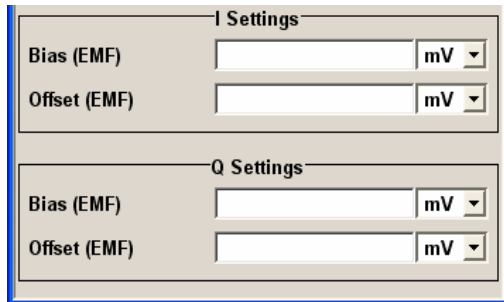 I Settings
Bias (EMF) mV
Offset (EMF) mV
Q Settings
Bias (EMF) mV
Offset (EMF) mV